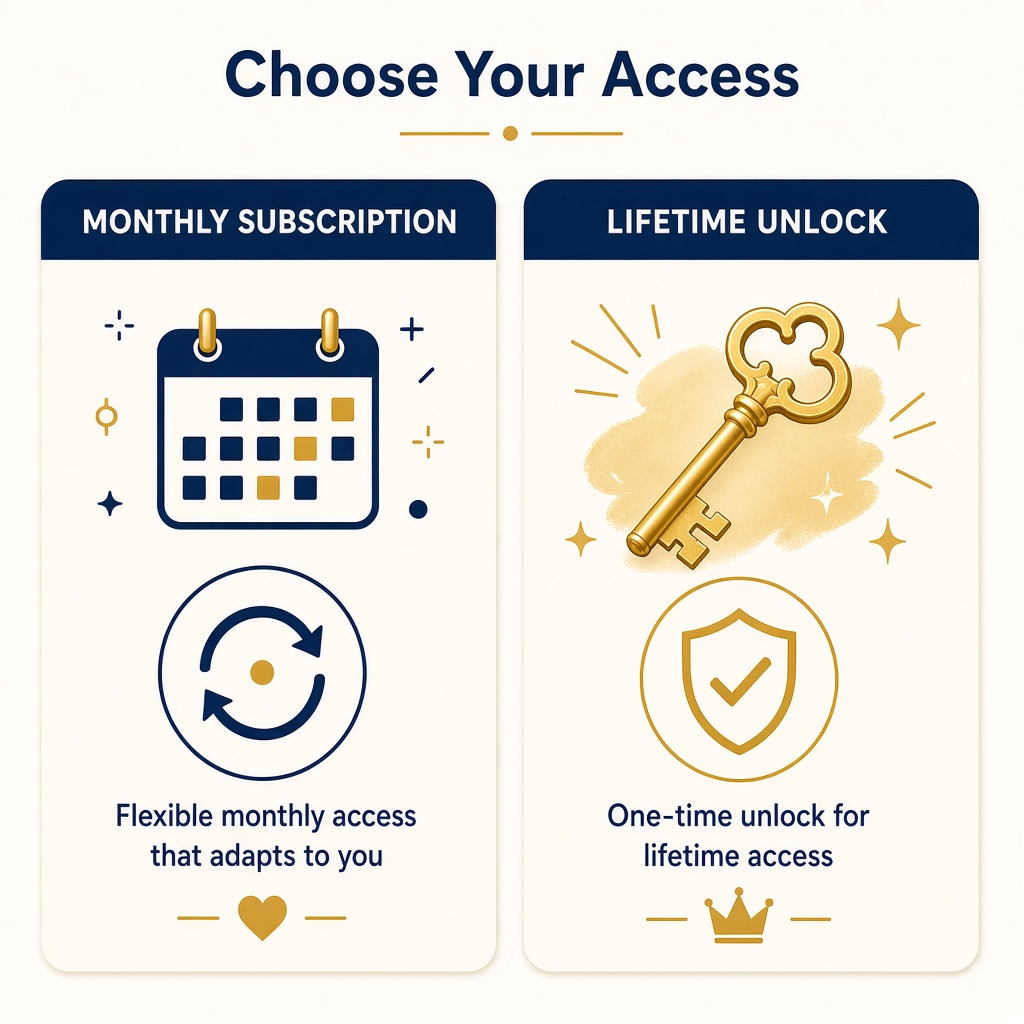 Choose Your Access
MONTHLY SUBSCRIPTION
Flexible monthly access
that adapts to you
LIFETIME UNLOCK
One-time unlock for
lifetime access